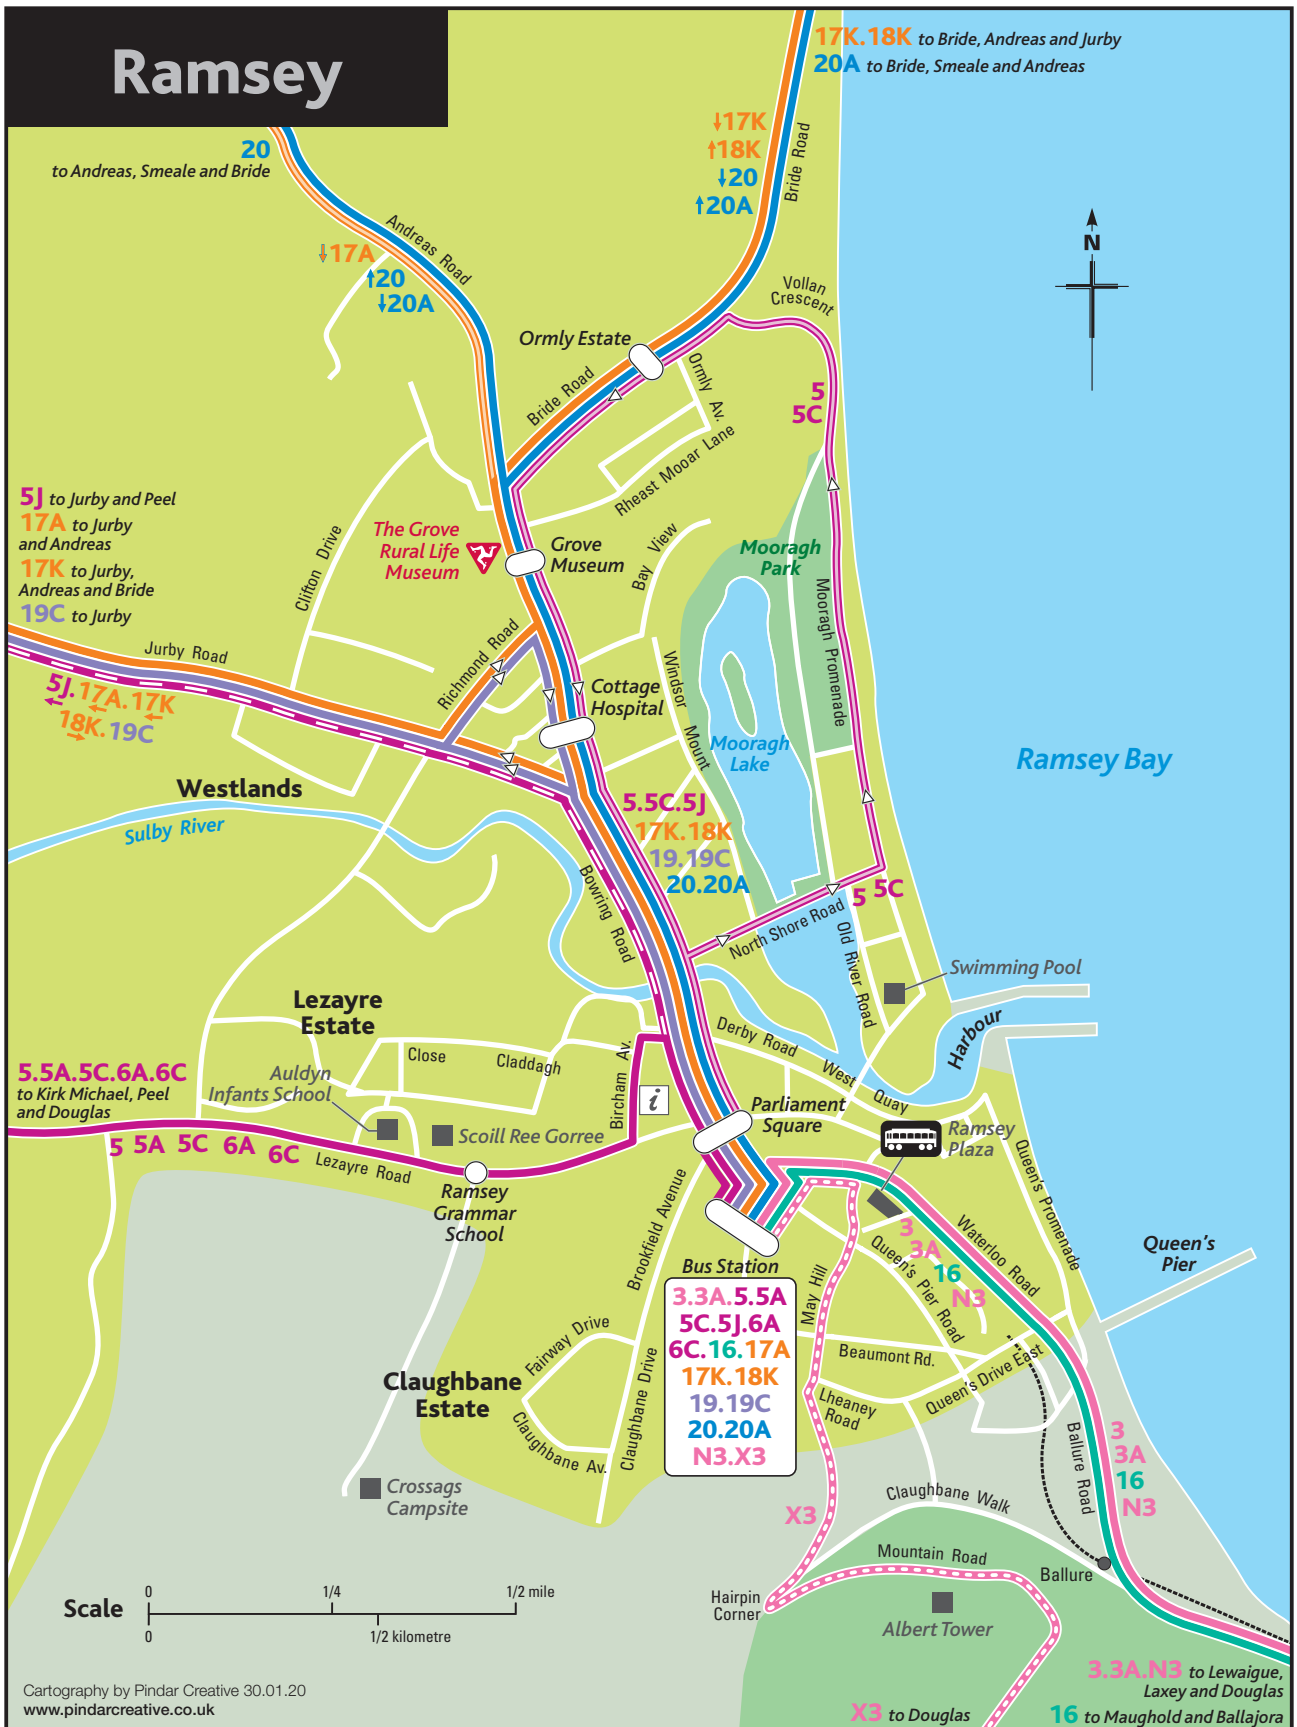 Ramsey
17K.18K to Bride, Andreas and Jurby
20A to Bride, Smeale and Andreas
20
to Andreas, Smeale and Bride
↓17K
↑18K
↓20
↑20A
Bride Road
Andreas Road
↓17A
↑20
↓20A
N
Vollan
Crescent
Ormly Estate
Ormly Av.
Bride Road
5
5C
Rheast Mooar Lane
5J to Jurby and Peel
17A to Jurby
and Andreas
17K to Jurby,
Andreas and Bride
19C to Jurby
The Grove
Rural Life
Museum
Grove
Museum
Clifton Drive
Bay View
Mooragh
Park
Mooragh Promenade
Jurby Road
Richmond Road
5J.17A.17K
18K.19C
Cottage
Hospital
Windsor Mount
Mooragh
Lake
Ramsey Bay
Westlands
Sulby River
5.5C.5J
17K.18K
19.19C
20.20A
Bowring Road
5 5C
North Shore Road
Old River Road
Swimming Pool
Harbour
Lezayre
Estate
Derby Road
West Quay
Close
Claddagh
Bircham Av.
i
5.5A.5C.6A.6C
to Kirk Michael, Peel
and Douglas
Auldyn
Infants School
Scoill Ree Gorree
Parliament
Square
Ramsey
Plaza
5 5A 5C 6A 6C
Lezayre Road
Ramsey
Grammar
School
Brookfield Avenue
Queen's Promenade
Waterloo Road
Queen's
Pier
3
3A
16
N3
Queen's Pier Road
Bus Station
3.3A.5.5A
5C.5J.6A
6C.16.17A
17K.18K
19.19C
20.20A
N3.X3
May Hill
Beaumont Rd.
Queen's Drive East
Lheaney
Road
Fairway Drive
Claughbane
Estate
Claughbane Av.
Claughbane Drive
Ballure Road
3
3A
16
N3
Crossags
Campsite
X3
Claughbane Walk
Mountain Road
Ballure
Hairpin
Corner
Albert Tower
Scale
0 1/4 1/2 mile
0 1/2 kilometre
3.3A.N3 to Lewaigue,
Laxey and Douglas
X3 to Douglas
16 to Maughold and Ballajora
Cartography by Pindar Creative 30.01.20
www.pindarcreative.co.uk